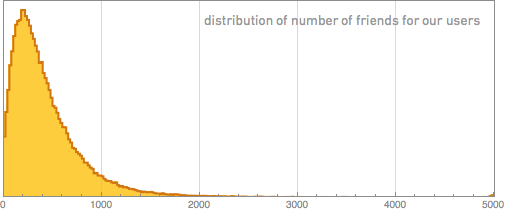 distribution of number of friends for our users
0 1000 2000 3000 4000 5000